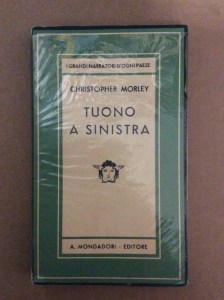 I GRANDI NARRATORI D'OGNI PAESE
CHRISTOPHER MORLEY
TUONO
A SINISTRA
A. MONDADORI - EDITORE